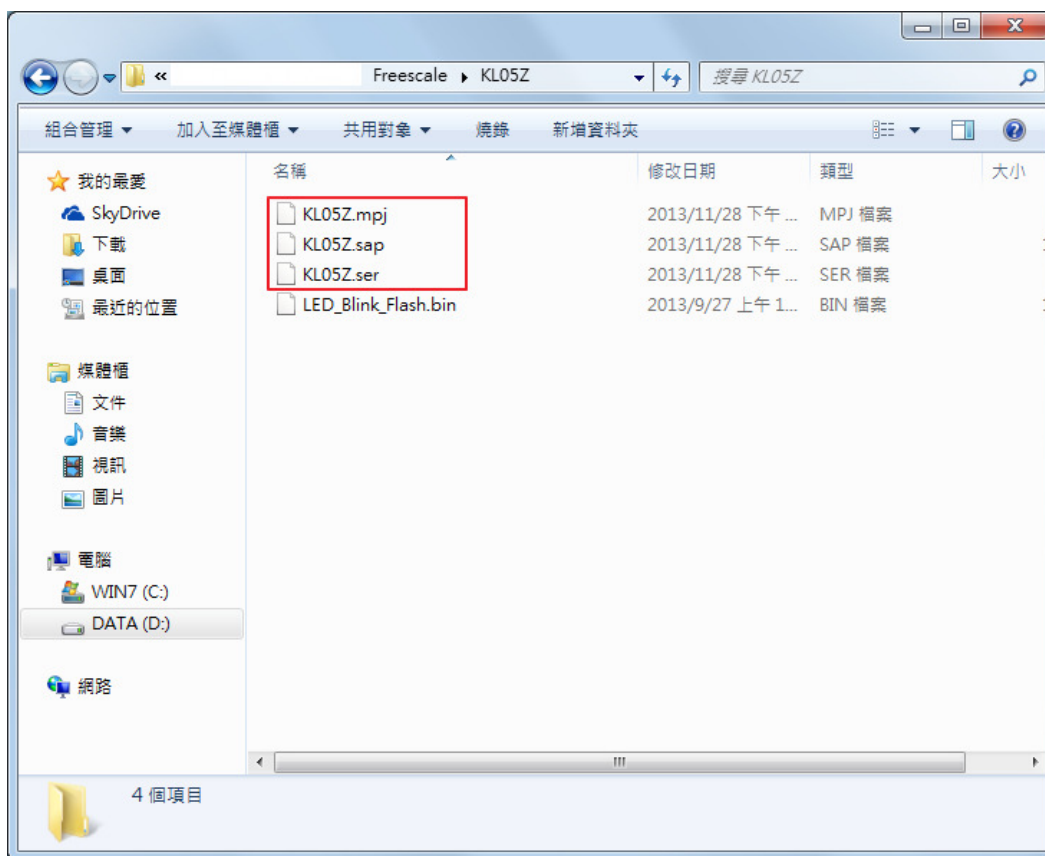 « Freescale ▸ KL05Z 搜尋 KL05Z
組合管理 加入至媒體櫃 共用對象 燒錄 新增資料夾
我的最愛
SkyDrive
下載
桌面
最近的位置
媒體櫃
文件
音樂
視訊
圖片
電腦
WIN7 (C:)
DATA (D:)
網路
名稱 修改日期 類型 大小
KL05Z.mpj 2013/11/28 下午 ... MPJ 檔案
KL05Z.sap 2013/11/28 下午 ... SAP 檔案
KL05Z.ser 2013/11/28 下午 ... SER 檔案
LED_Blink_Flash.bin 2013/9/27 上午 1... BIN 檔案
4 個項目